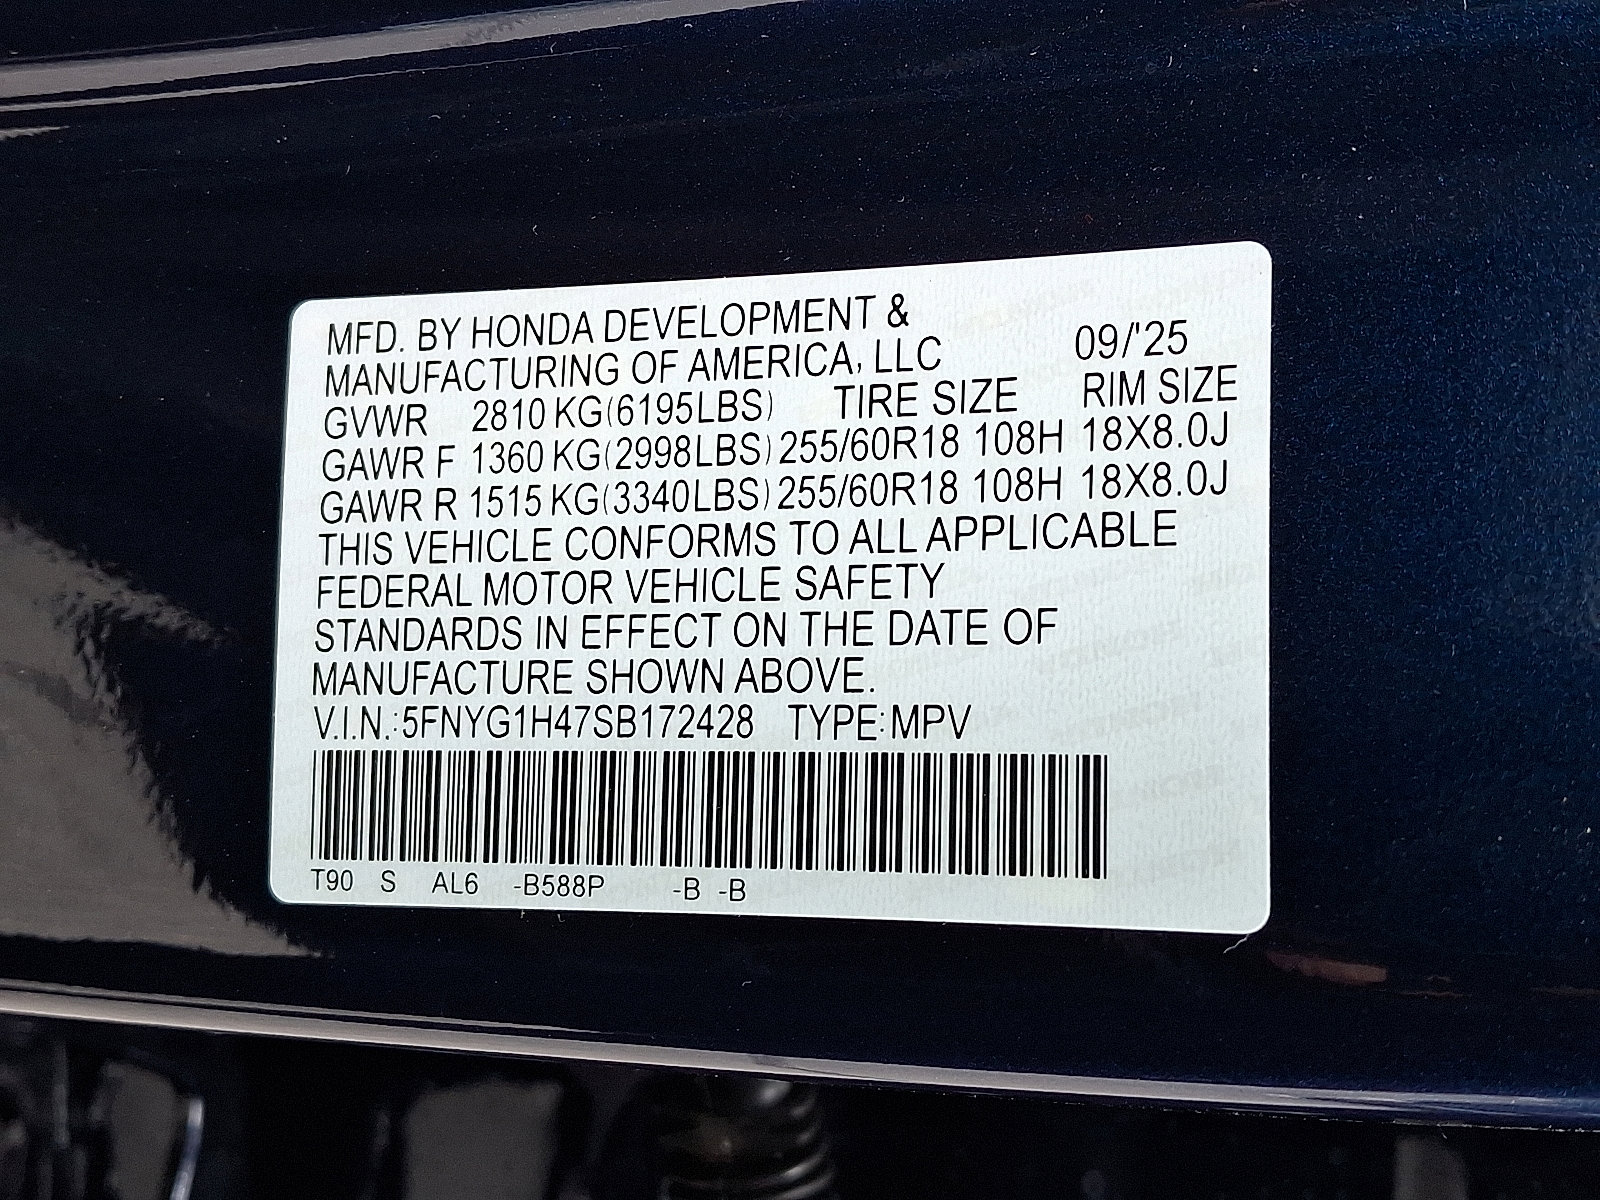 MFD. BY HONDA DEVELOPMENT &
MANUFACTURING OF AMERICA, LLC 09/'25
GVWR 2810 KG(6195LBS) TIRE SIZE RIM SIZE
GAWR F 1360 KG(2998LBS) 255/60R18 108H 18X8.0J
GAWR R 1515 KG(3340LBS) 255/60R18 108H 18X8.0J
THIS VEHICLE CONFORMS TO ALL APPLICABLE
FEDERAL MOTOR VEHICLE SAFETY
STANDARDS IN EFFECT ON THE DATE OF
MANUFACTURE SHOWN ABOVE.
V.I.N.:5FNYG1H47SB172428 TYPE:MPV
T90 S AL6 -B588P -B -B